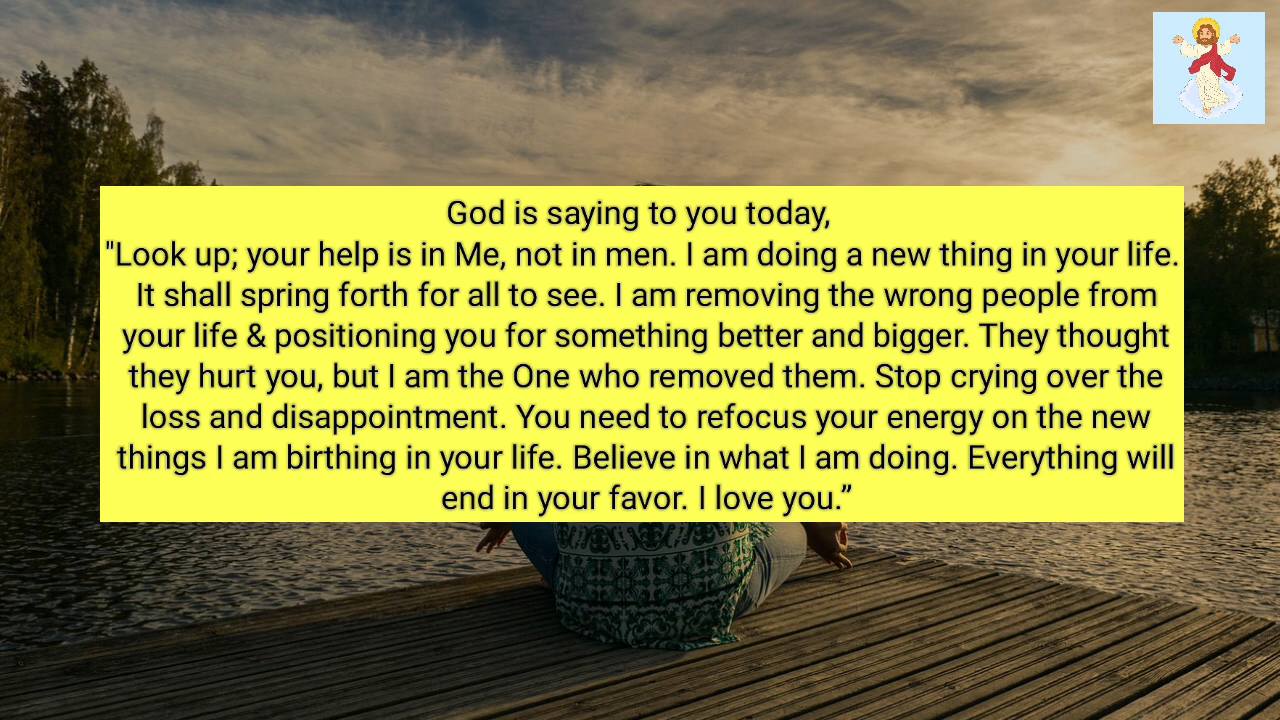 God is saying to you today,
"Look up; your help is in Me, not in men. I am doing a new thing in your life.
It shall spring forth for all to see. I am removing the wrong people from
your life & positioning you for something better and bigger. They thought
they hurt you, but I am the One who removed them. Stop crying over the
loss and disappointment. You need to refocus your energy on the new
things I am birthing in your life. Believe in what I am doing. Everything will
end in your favor. I love you.”